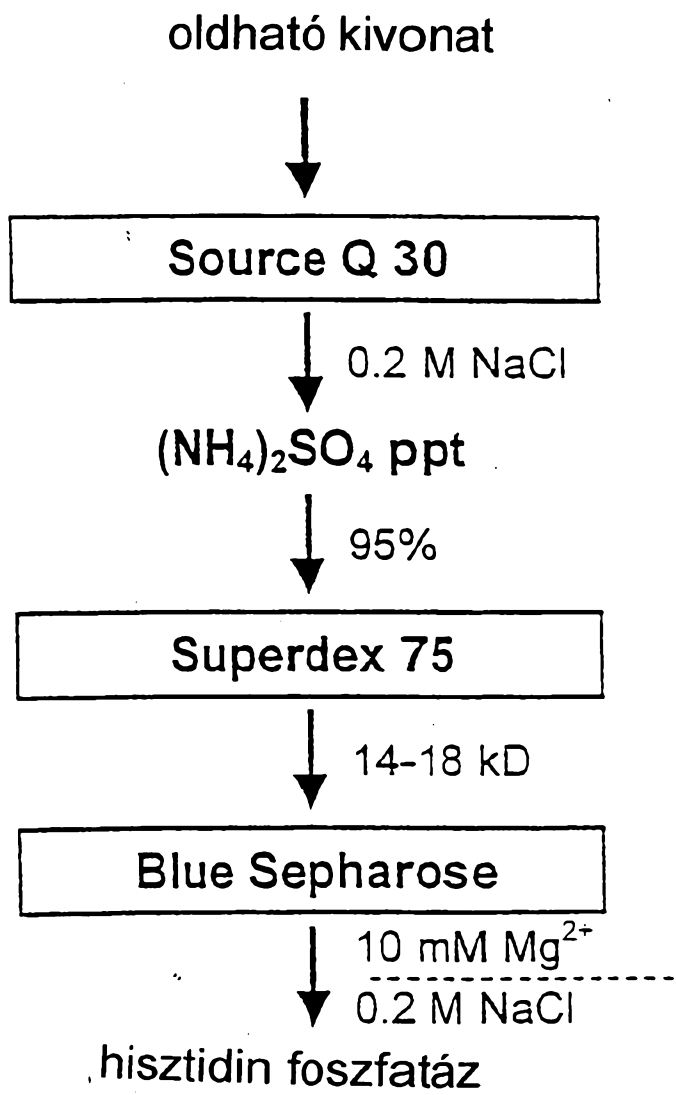 oldható kivonat
Source Q 30
0.2 M NaCl
(NH₄)₂SO₄ ppt
95%
Superdex 75
14-18 kD
Blue Sepharose
10 mM Mg²⁺
0.2 M NaCl
hisztidin foszfatáz